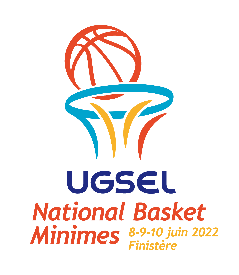 UGSEL
National Basket
Minimes 8-9-10 juin 2022
Finistère